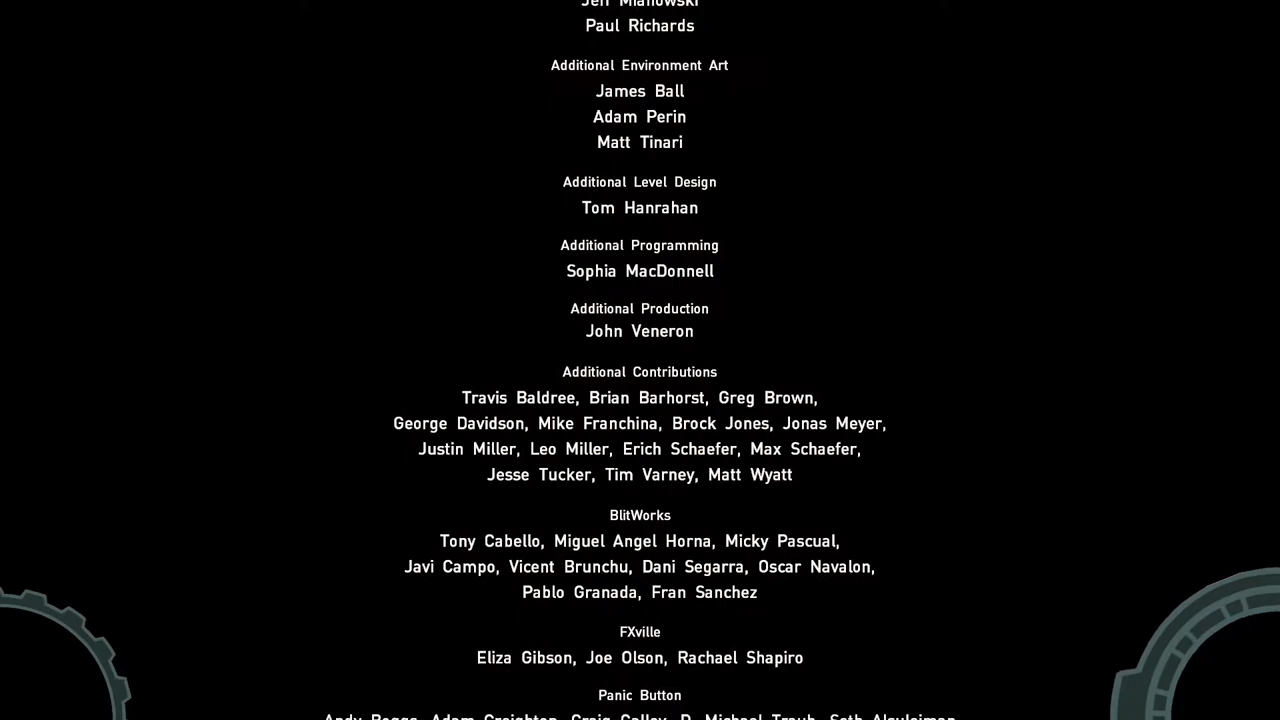 Paul Richards
Additional Environment Art
James Ball
Adam Perin
Matt Tinari
Additional Level Design
Tom Hanrahan
Additional Programming
Sophia MacDonnell
Additional Production
John Veneron
Additional Contributions
Travis Baldree, Brian Barhorst, Greg Brown,
George Davidson, Mike Franchina, Brock Jones, Jonas Meyer,
Justin Miller, Leo Miller, Erich Schaefer, Max Schaefer,
Jesse Tucker, Tim Varney, Matt Wyatt
BlitWorks
Tony Cabello, Miguel Angel Horna, Micky Pascual,
Javi Campo, Vicent Brunchu, Dani Segarra, Oscar Navalon,
Pablo Granada, Fran Sanchez
FXville
Eliza Gibson, Joe Olson, Rachael Shapiro
Panic Button